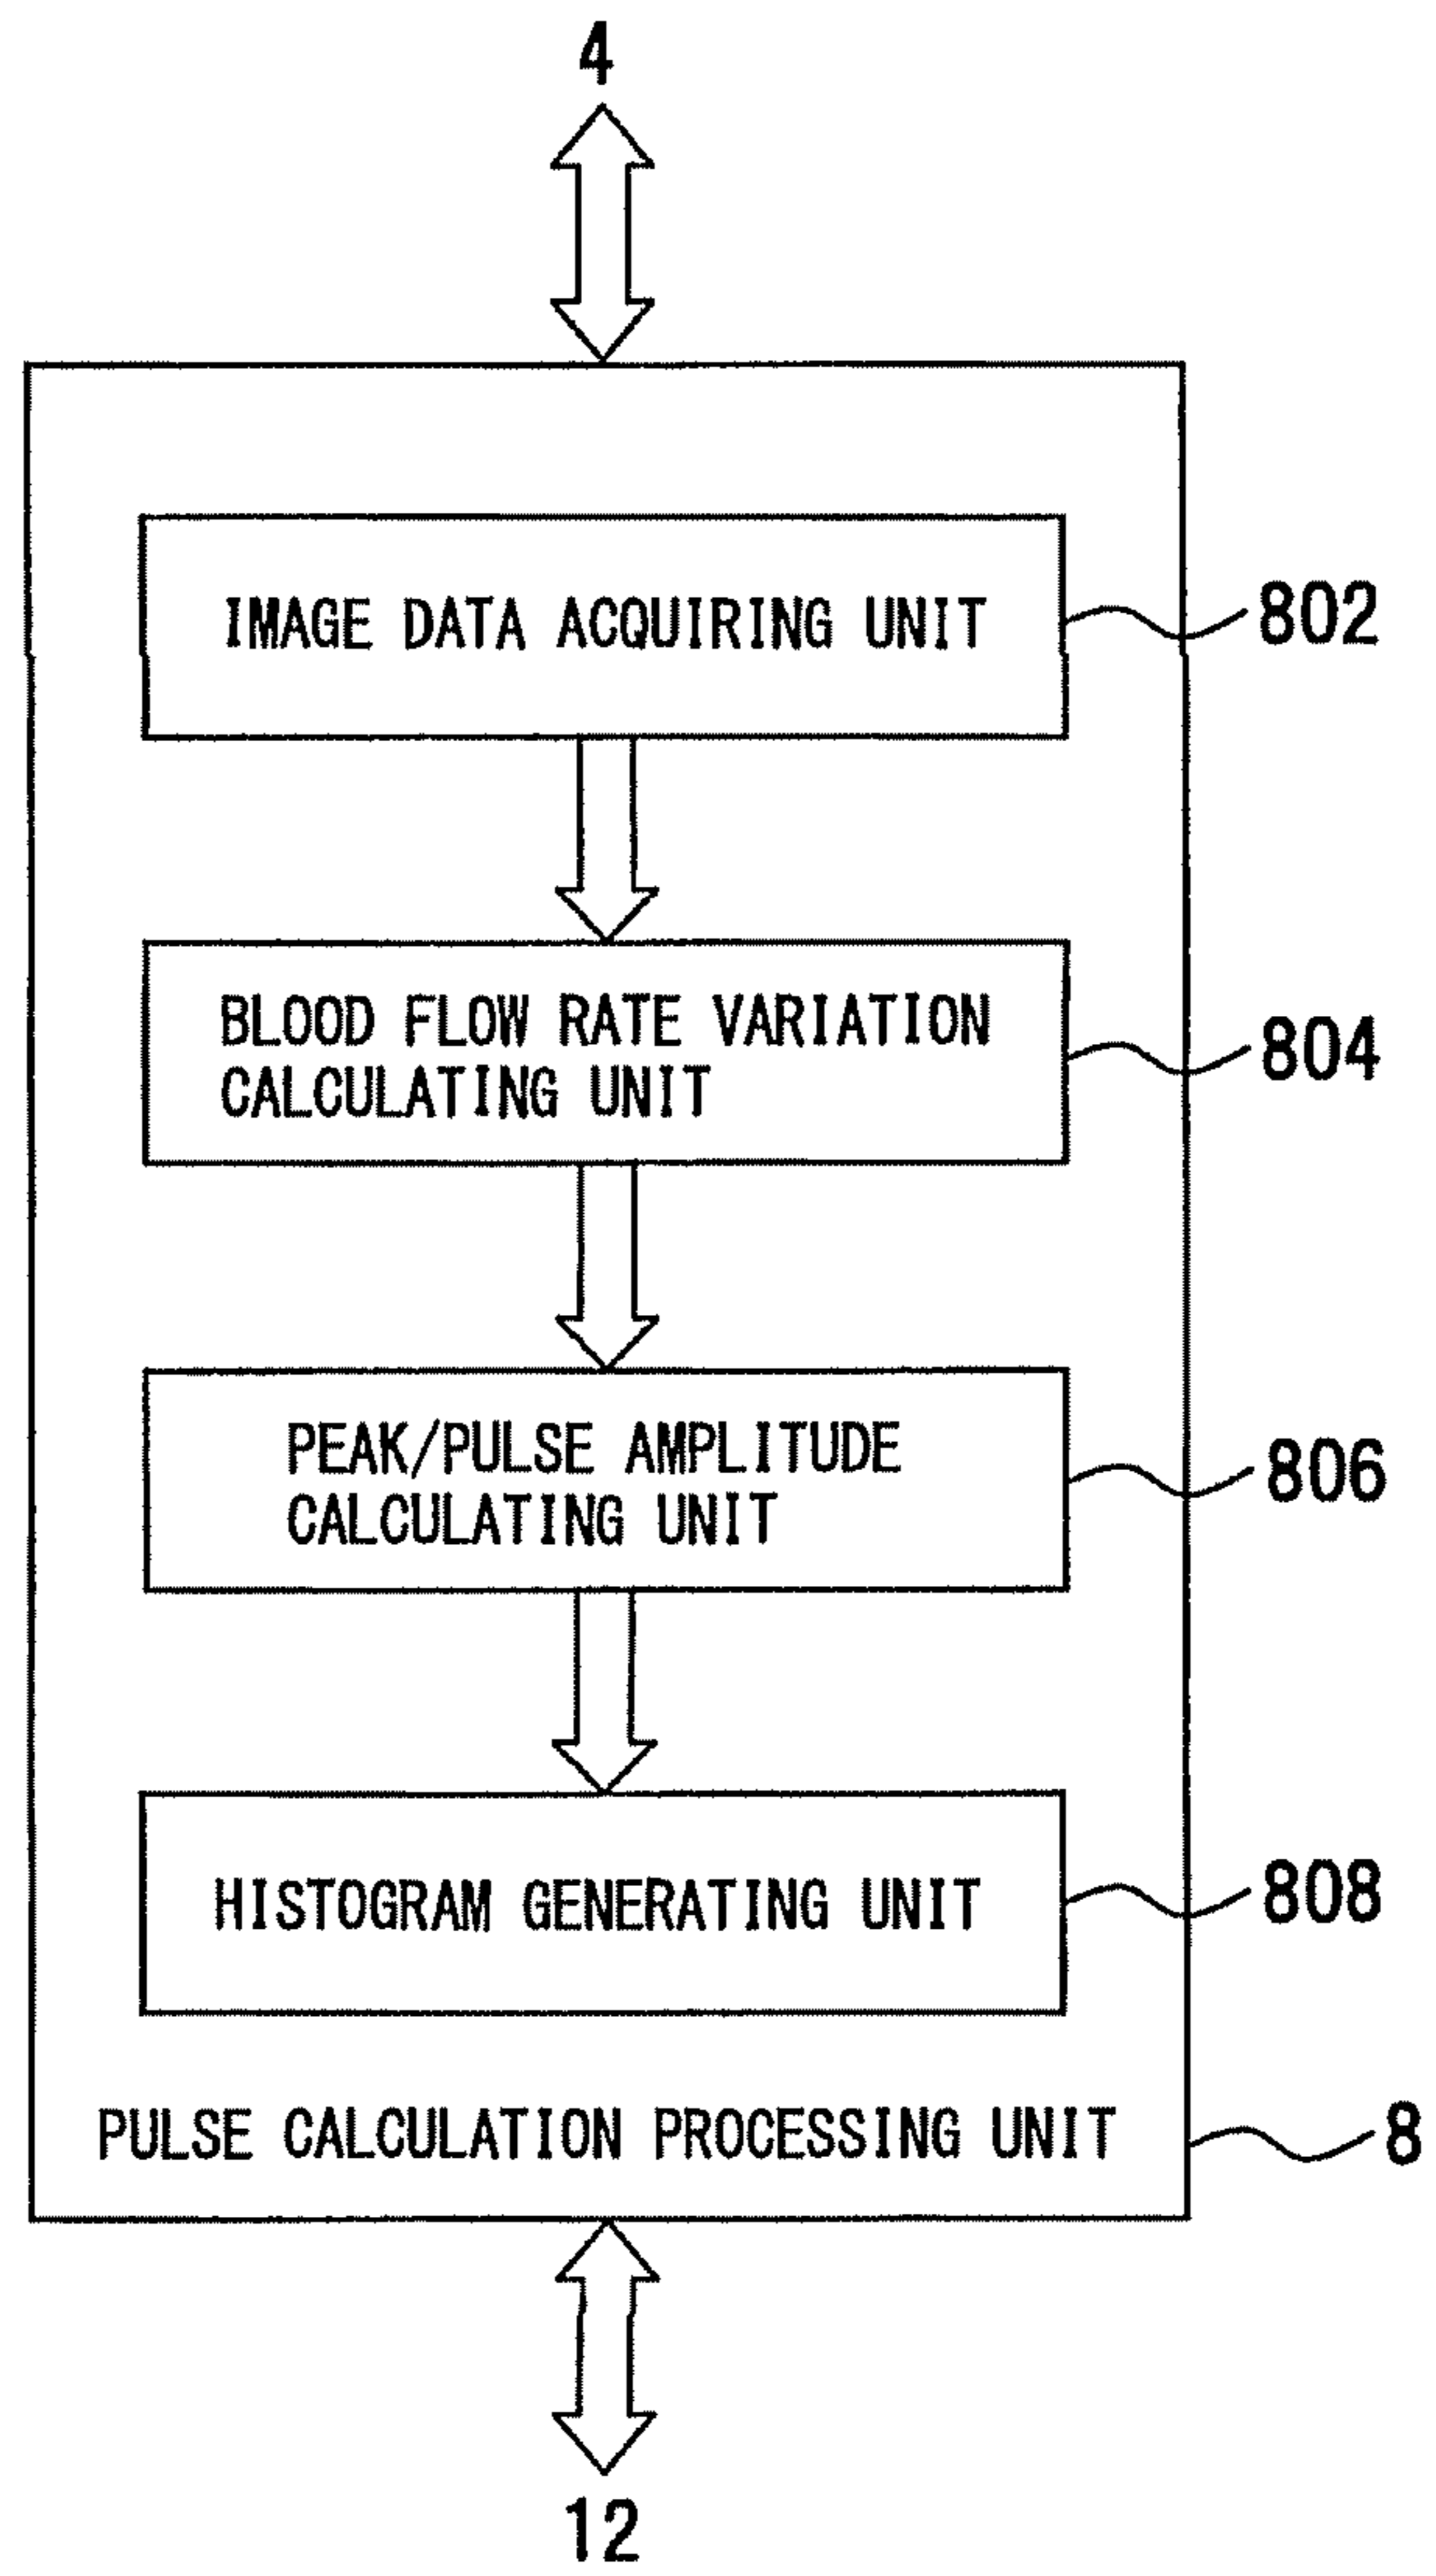 4
IMAGE DATA ACQUIRING UNIT
802
BLOOD FLOW RATE VARIATION
CALCULATING UNIT
804
PEAK/PULSE AMPLITUDE
CALCULATING UNIT
806
HISTOGRAM GENERATING UNIT
808
PULSE CALCULATION PROCESSING UNIT
8
12